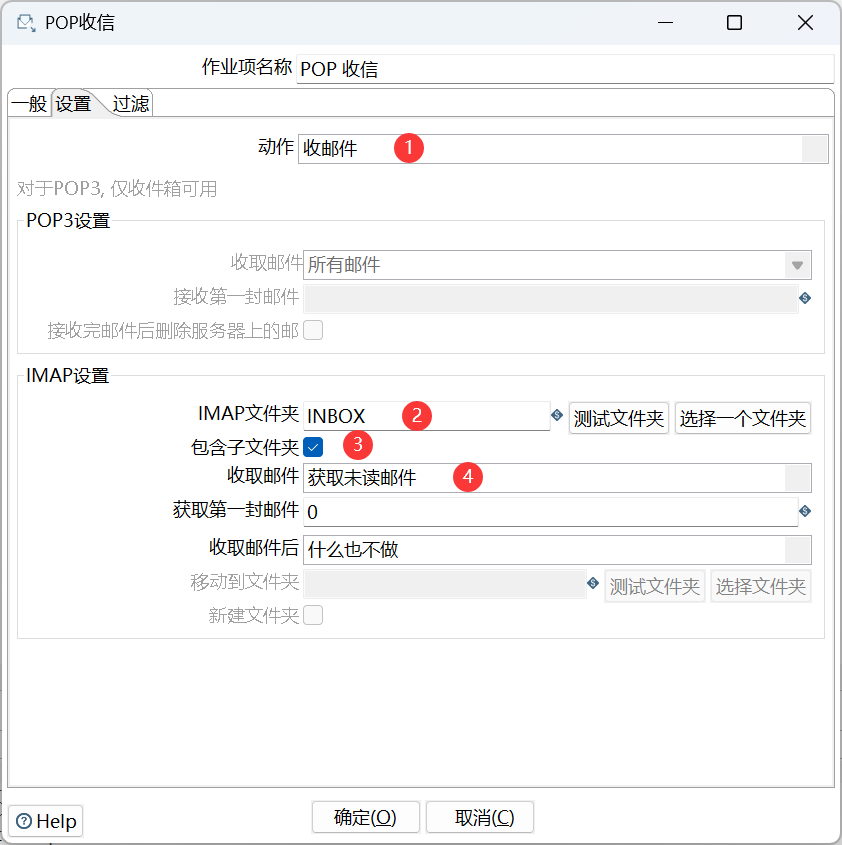 POP收信
作业项名称 POP 收信
一般 设置 过滤
动作 收邮件 1
对于POP3, 仅收件箱可用
POP3设置
收取邮件 所有邮件
接收第一封邮件
接收完邮件后删除服务器上的邮
IMAP设置
IMAP文件夹 INBOX 2 测试文件夹 选择一个文件夹
包含子文件夹 3
收取邮件 获取未读邮件 4
获取第一封邮件 0
收取邮件后 什么也不做
移动到文件夹 测试文件夹 选择文件夹
新建文件夹
Help 确定(O) 取消(C)